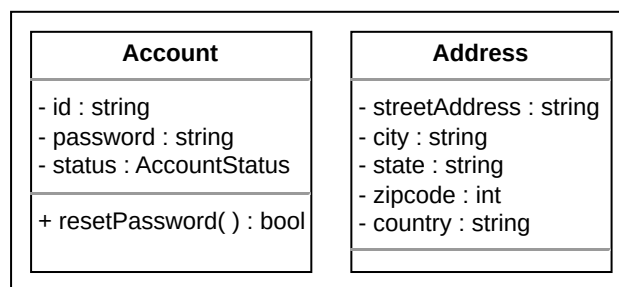 Account
- id : string
- password : string
- status : AccountStatus
+ resetPassword( ) : bool
Address
- streetAddress : string
- city : string
- state : string
- zipcode : int
- country : string